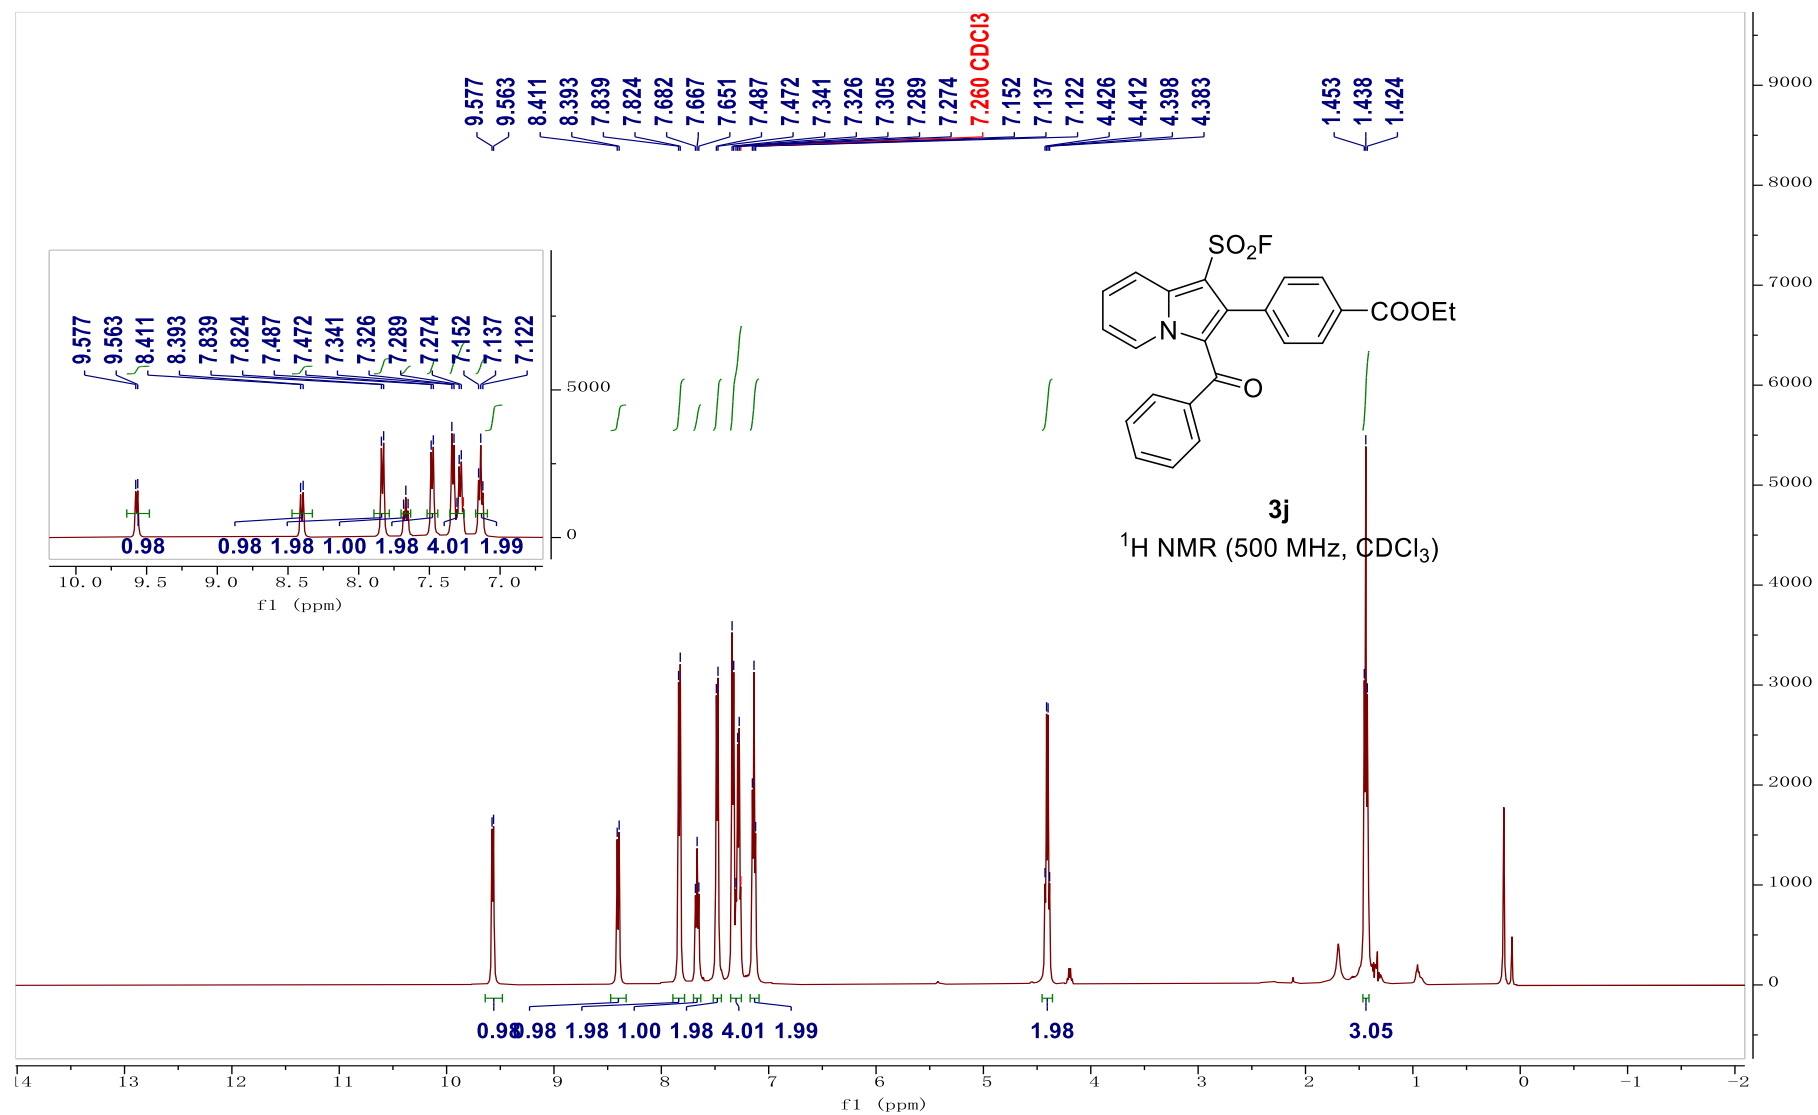 9.577 9.563 8.411 8.393 7.839 7.824 7.682 7.667 7.651 7.487 7.472 7.341 7.326 7.305 7.289 7.274 7.260 CDCl3 7.152 7.137 7.122 4.426 4.412 4.398 4.383 1.453 1.438 1.424
9000
8000
7000
6000
5000
4000
3000
2000
1000
0
9.577 9.563 8.411 8.393 7.839 7.824 7.487 7.472 7.341 7.326 7.289 7.274 7.152 7.137 7.122
5000
0
0.98 0.98 1.98 1.00 1.98 4.01 1.99
10.0 9.5 9.0 8.5 8.0 7.5 7.0
f1 (ppm)
SO2F
N
COOEt
O
3j
1H NMR (500 MHz, CDCl3)
0.98 0.98 1.98 1.00 1.98 4.01 1.99 1.98 3.05
14 13 12 11 10 9 8 7 6 5 4 3 2 1 0 -1 -2
f1 (ppm)